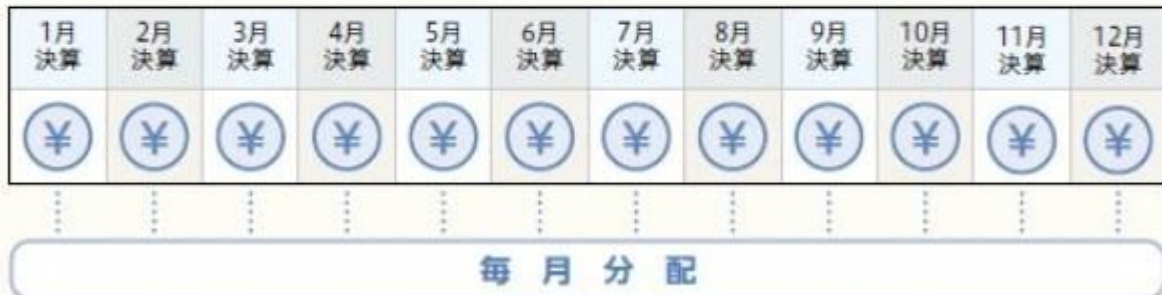 1月 2月 3月 4月 5月 6月 7月 8月 9月 10月 11月 12月
決算 決算 決算 決算 決算 決算 決算 決算 決算 決算 決算 決算
¥ ¥ ¥ ¥ ¥ ¥ ¥ ¥ ¥ ¥ ¥ ¥
毎月分配